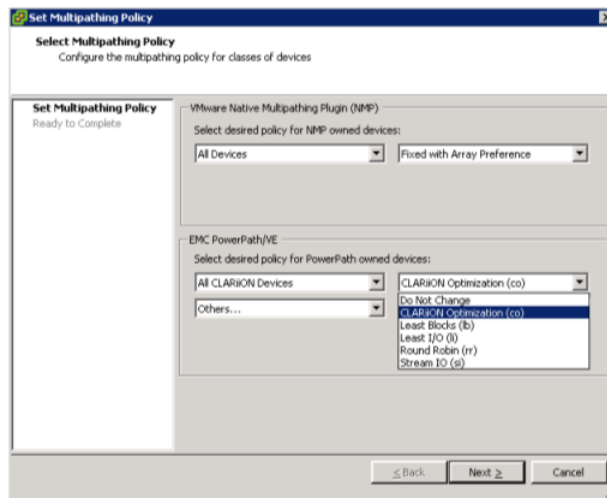 Set Multipathing Policy
Select Multipathing Policy
Configure the multipathing policy for classes of devices
Set Multipathing Policy
Ready to Complete
VMware Native Multipathing Plugin (NMP)
Select desired policy for NMP owned devices:
All Devices
Fixed with Array Preference
EMC PowerPath/VE
Select desired policy for PowerPath owned devices:
All CLARiiON Devices
CLARiiON Optimization (co)
Others...
Do Not Change
CLARiiON Optimization (co)
Least Blocks (lb)
Least I/O (li)
Round Robin (rr)
Stream IO (si)
≤ Back
Next ≥
Cancel